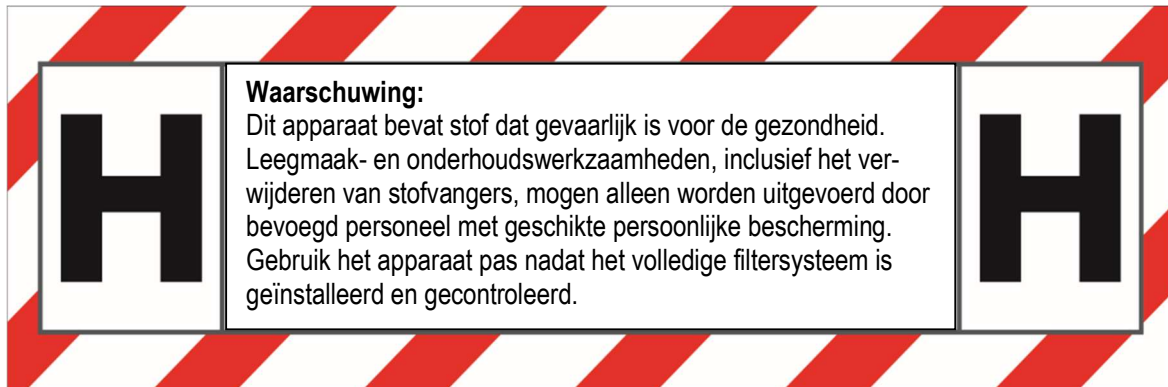 H
Waarschuwing:
Dit apparaat bevat stof dat gevaarlijk is voor de gezondheid.
Leegmaak- en onderhoudswerkzaamheden, inclusief het ver-
wijderen van stofvangers, mogen alleen worden uitgevoerd door
bevoegd personeel met geschikte persoonlijke bescherming.
Gebruik het apparaat pas nadat het volledige filtersysteem is
geïnstalleerd en gecontroleerd.
H